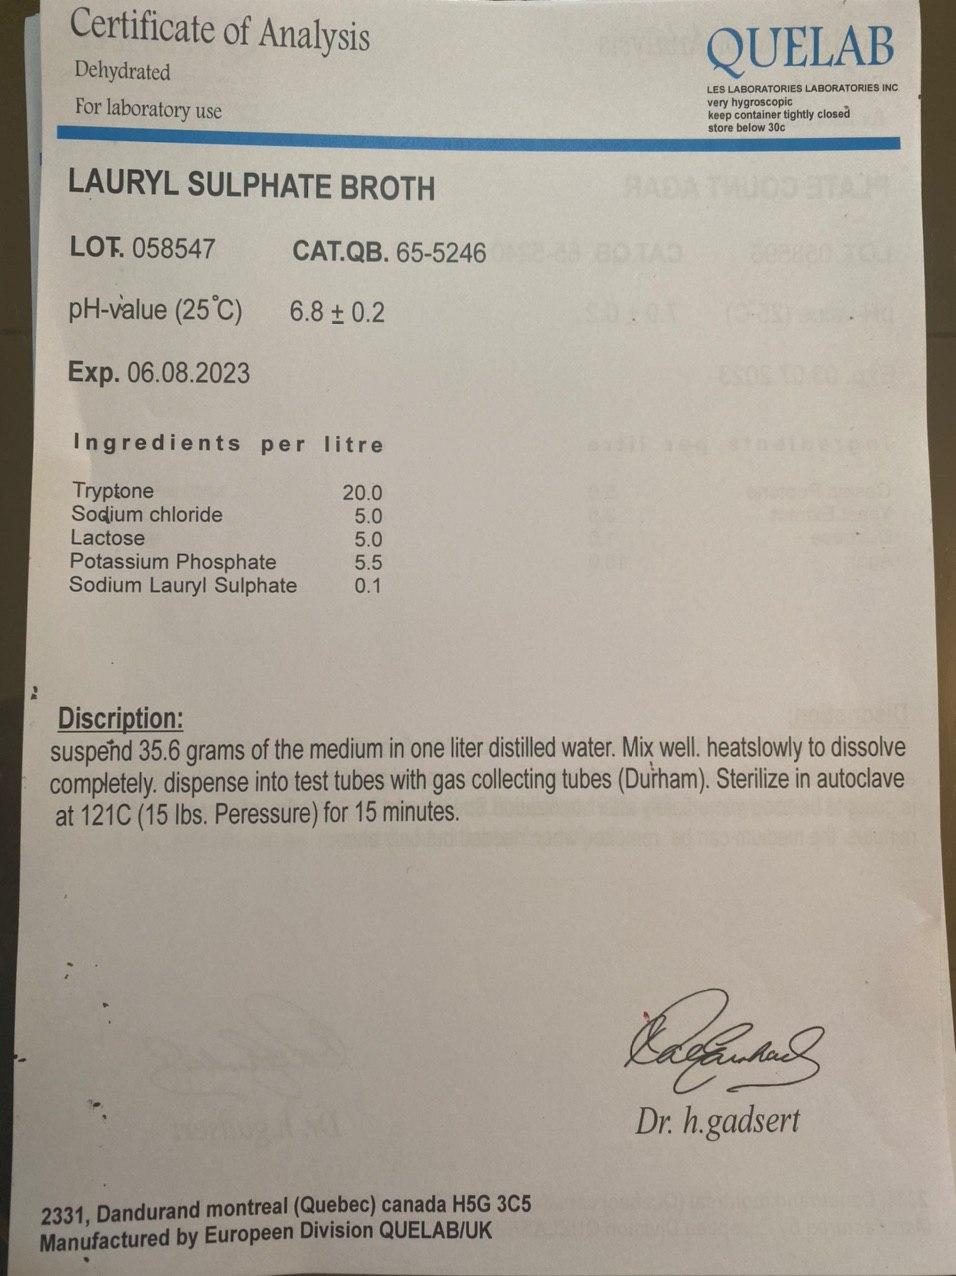 Certificate of Analysis
Dehydrated
For laboratory use
QUELAB
LES LABORATORIES LABORATORIES INC
very hygroscopic
keep container tightly closed
store below 30c
LAURYL SULPHATE BROTH
LOT. 058547 CAT.QB. 65-5246
pH-value (25°C) 6.8 ± 0.2
Exp. 06.08.2023
Ingredients per litre
Tryptone 20.0
Sodium chloride 5.0
Lactose 5.0
Potassium Phosphate 5.5
Sodium Lauryl Sulphate 0.1
Discription:
suspend 35.6 grams of the medium in one liter distilled water. Mix well. heatslowly to dissolve
completely. dispense into test tubes with gas collecting tubes (Durham). Sterilize in autoclave
at 121C (15 lbs. Peressure) for 15 minutes.
Dr. h.gadsert
2331, Dandurand montreal (Quebec) canada H5G 3C5
Manufactured by Europeen Division QUELAB/UK